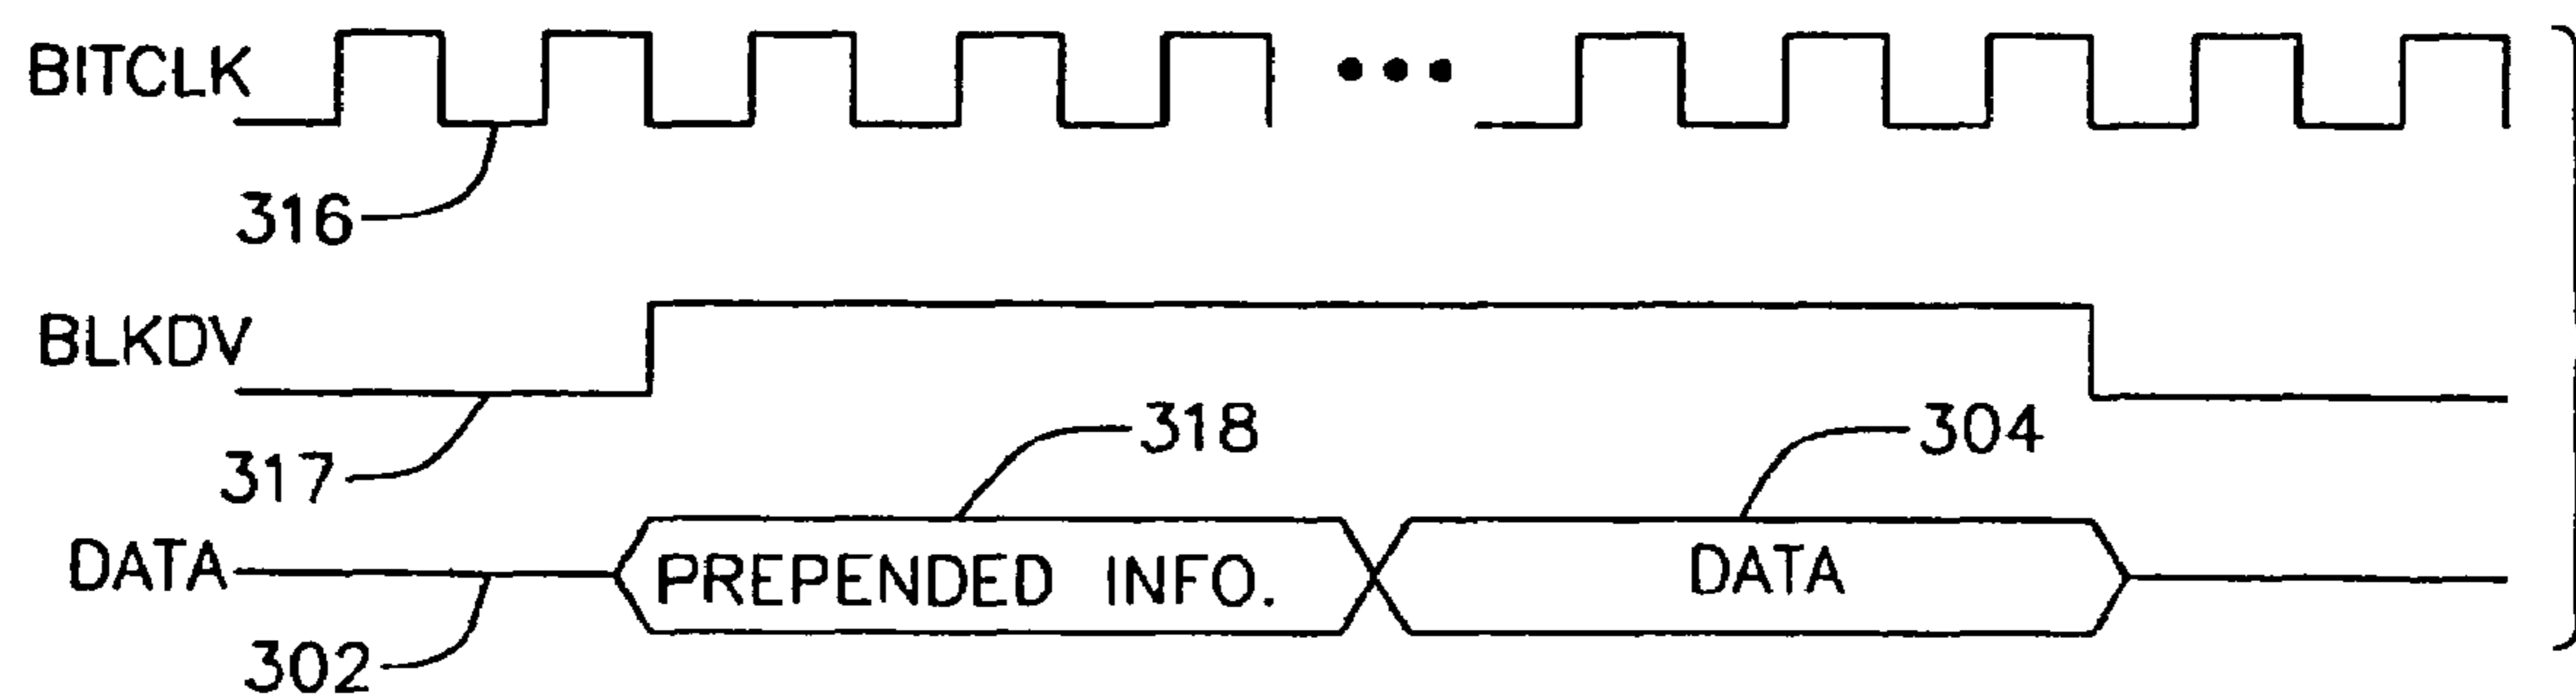 BITCLK
316
BLKDV
317
318
304
DATA
PREPENDED INFO.
DATA
302